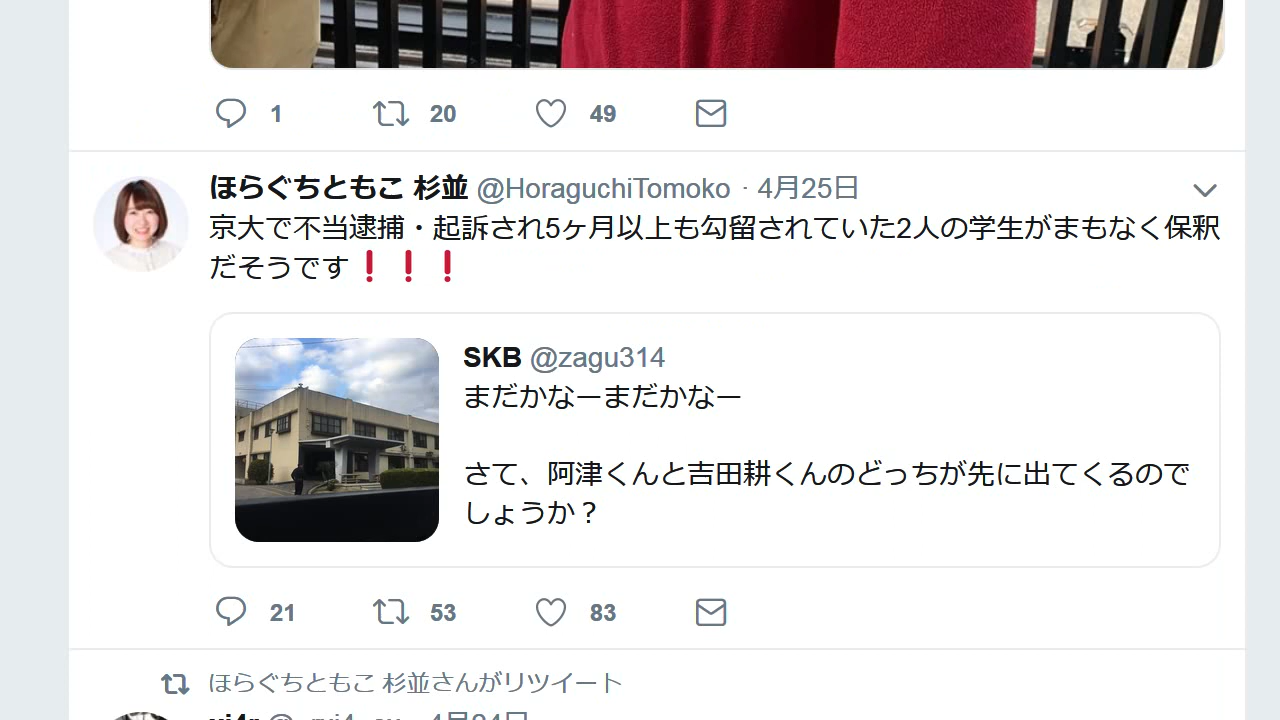 1 20 49
ほらぐちともこ 杉並 @HoraguchiTomoko · 4月25日
京大で不当逮捕・起訴され5ヶ月以上も勾留されていた2人の学生がまもなく保釈
だそうです❗❗❗
SKB @zagu314
まだかなーまだかなー
さて、阿津くんと吉田耕くんのどっちが先に出てくるので
しょうか？
21 53 83
ほらぐちともこ 杉並さんがリツイート